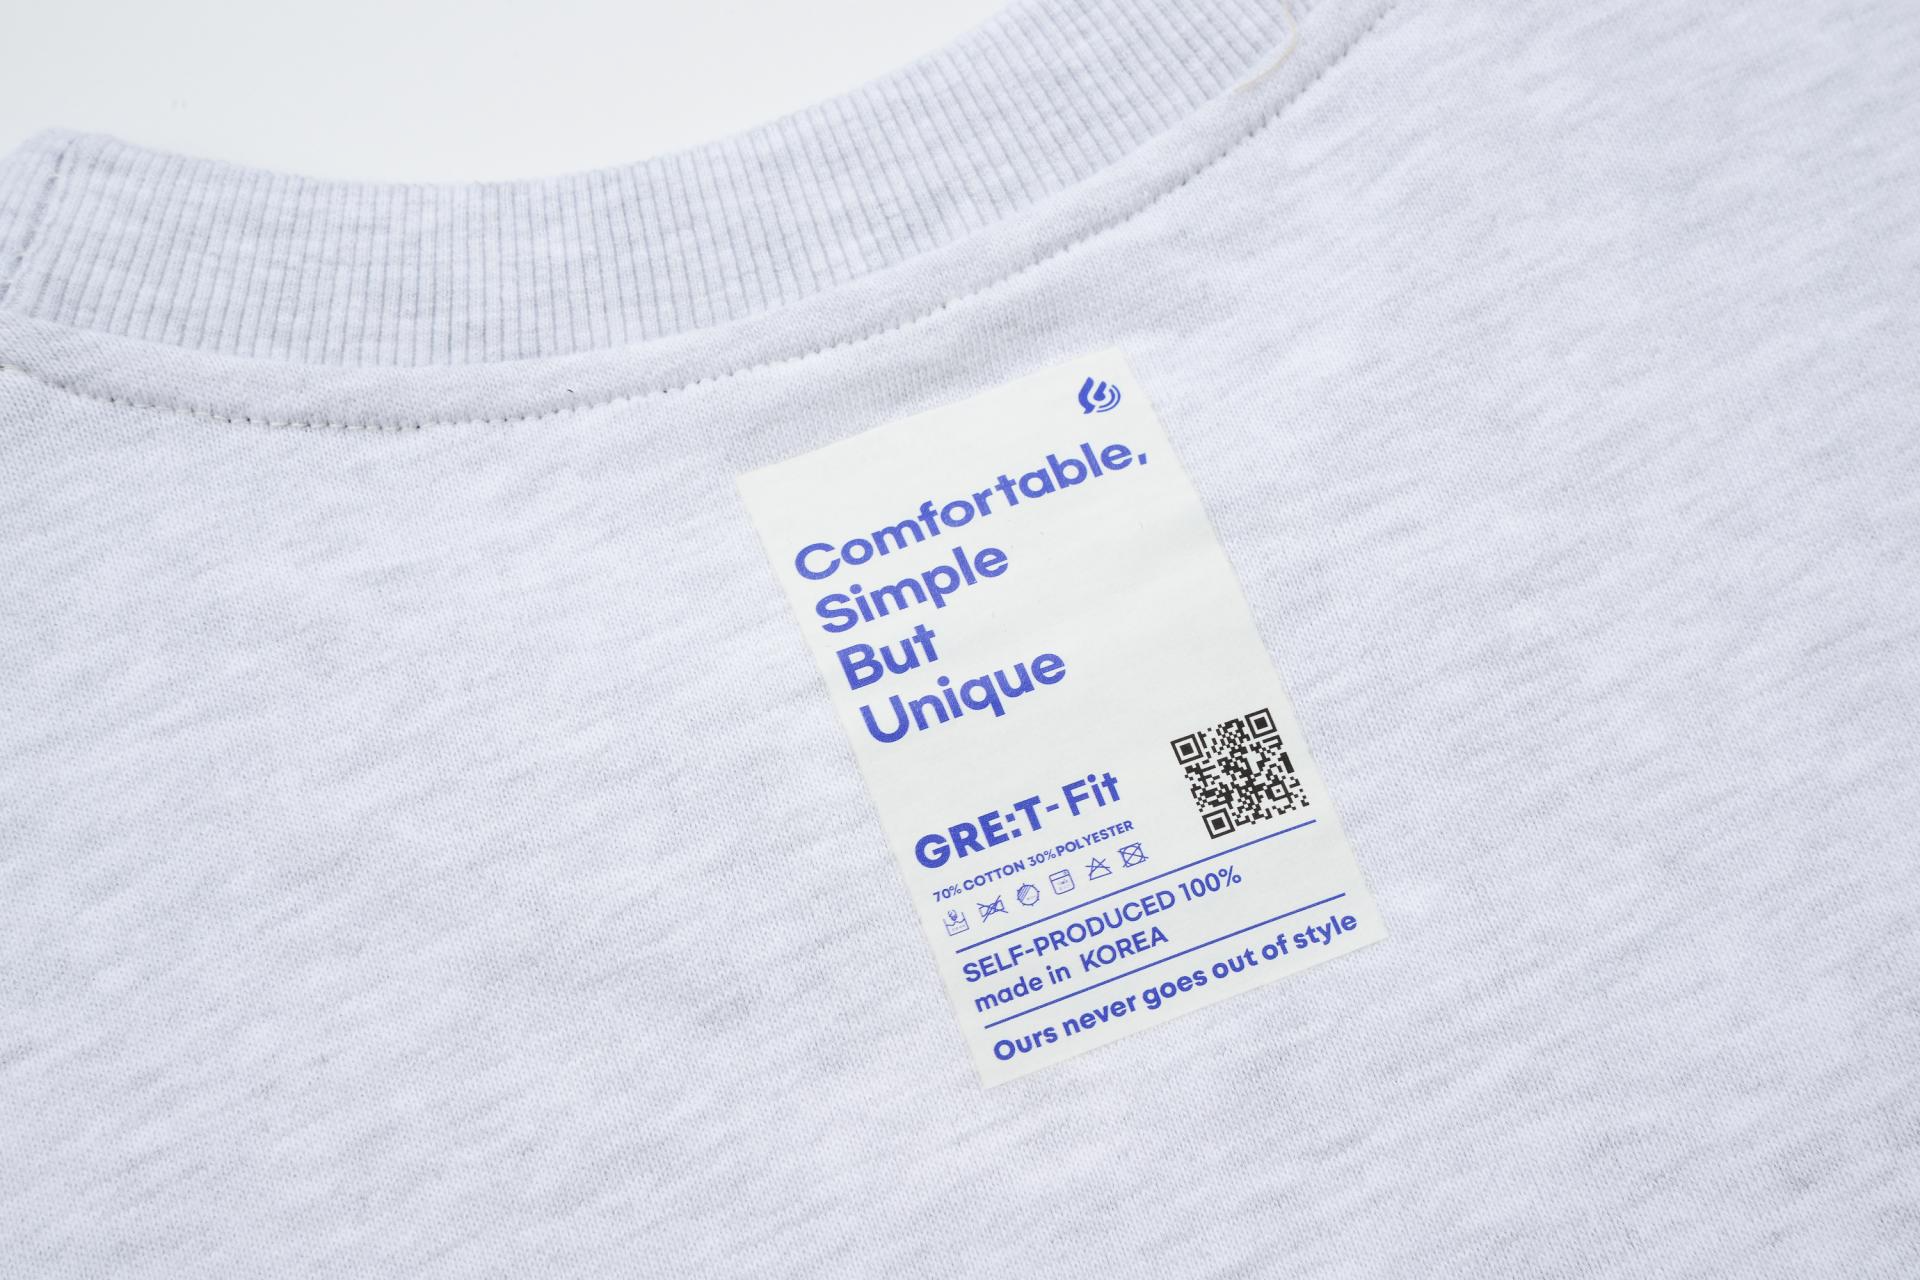 Comfortable,
Simple
But
Unique
GRE:T-Fit
70% COTTON 30% POLYESTER
SELF-PRODUCED 100%
made in KOREA
Ours never goes out of style